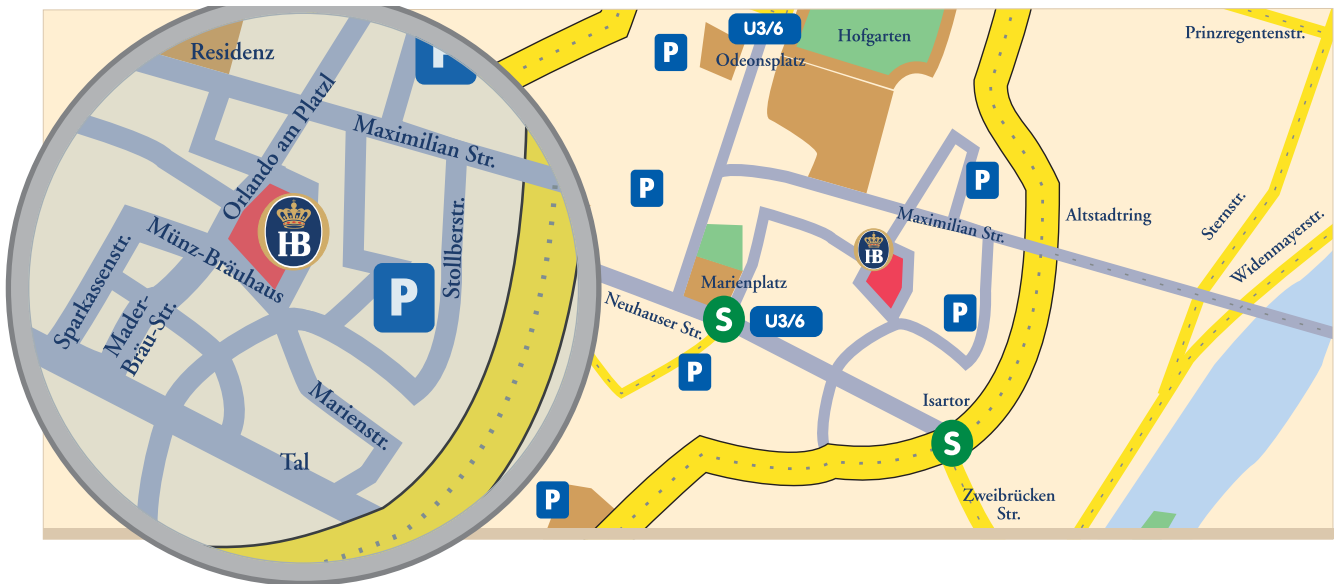 Residenz
P
Orlando am Platzl
Maximilian Str.
HB
Münz-Bräuhaus
Sparkassenstr.
Mader-
Bräu-Str.
Stollberstr.
P
Marienstr.
Tal
P
U3/6
Odeonsplatz
Hofgarten
Prinzregentenstr.
P
P
Maximilian Str.
Altstadtring
Sternstr.
Widenmayerstr.
HB
Marienplatz
Neuhauser Str.
S
U3/6
P
P
Isartor
S
P
Zweibrücken
Str.